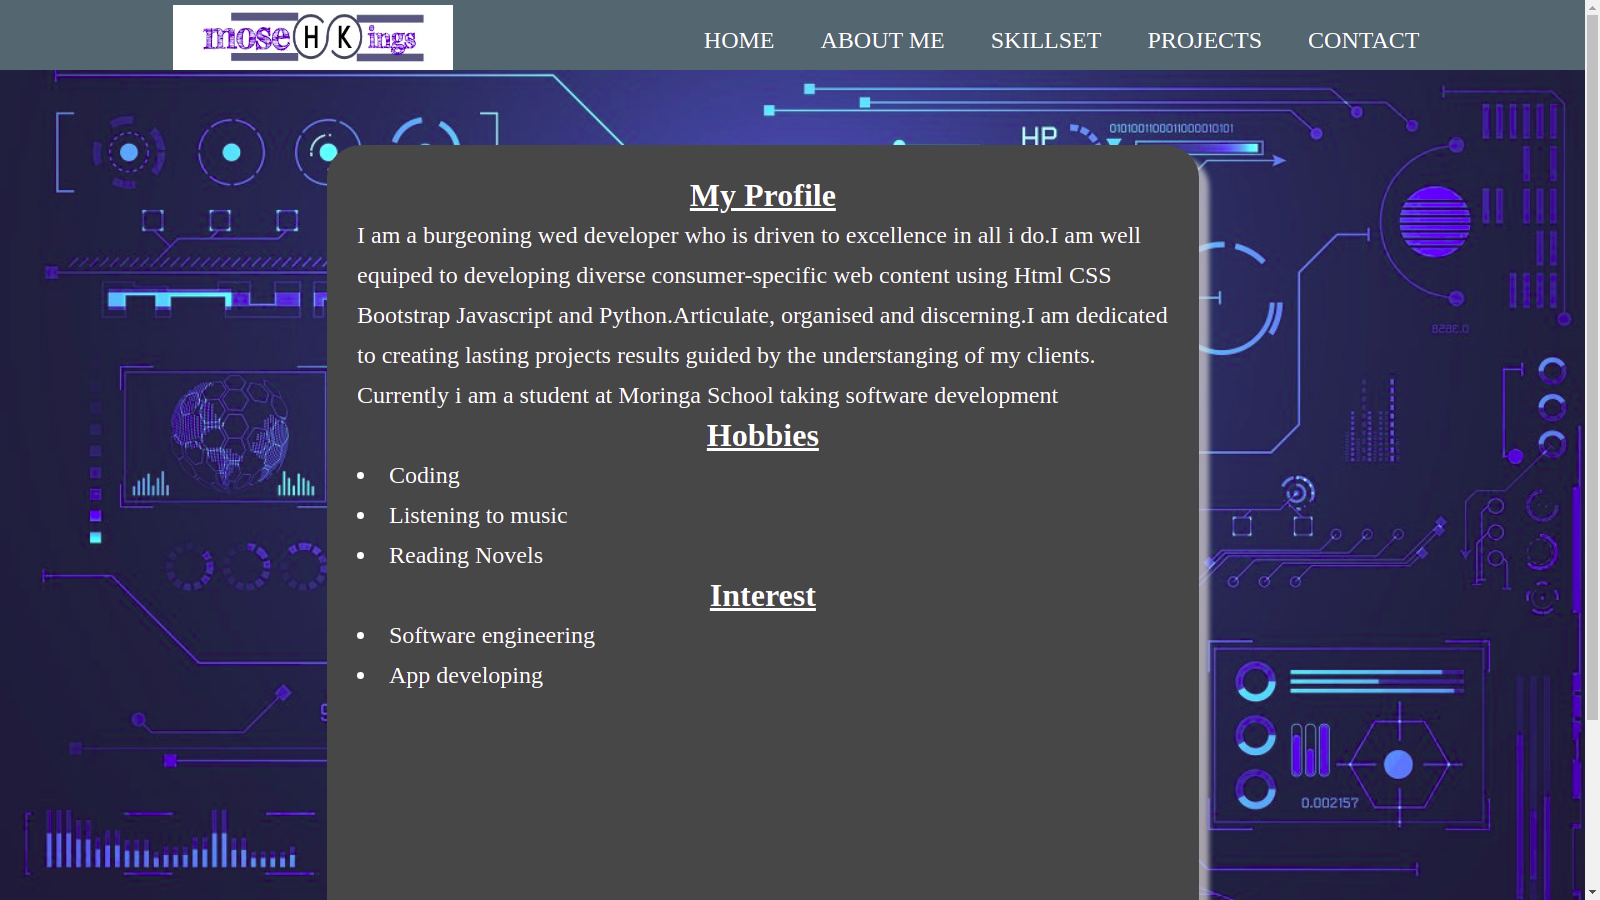 mose H K ings
HOME ABOUT ME SKILLSET PROJECTS CONTACT
HP
0101001100011000010101
My Profile
I am a burgeoning wed developer who is driven to excellence in all i do.I am well
equiped to developing diverse consumer-specific web content using Html CSS
Bootstrap Javascript and Python.Articulate, organised and discerning.I am dedicated
to creating lasting projects results guided by the understanging of my clients.
Currently i am a student at Moringa School taking software development
Hobbies
Coding
Listening to music
Reading Novels
Interest
Software engineering
App developing
0.002157